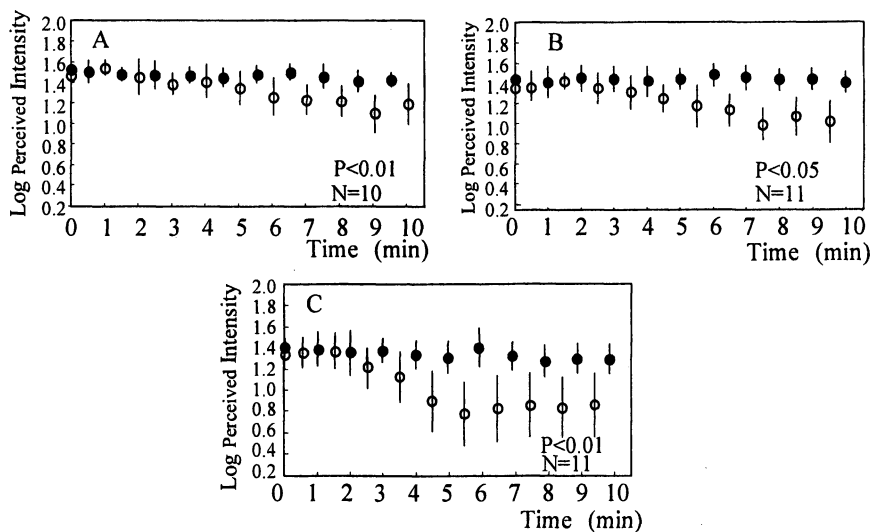 A
Log Perceived Intensity
2.0
1.8
1.6
1.4
1.2
1.0
0.8
0.6
0.4
0.2
P<0.01
N=10
0 1 2 3 4 5 6 7 8 9 10
Time (min)
B
Log Perceived Intensity
2.0
1.8
1.6
1.4
1.2
1.0
0.8
0.6
0.4
0.2
P<0.05
N=11
0 1 2 3 4 5 6 7 8 9 10
Time (min)
C
Log Perceived Intensity
2.0
1.8
1.6
1.4
1.2
1.0
0.8
0.6
0.4
0.2
P<0.01
N=11
0 1 2 3 4 5 6 7 8 9 10
Time (min)